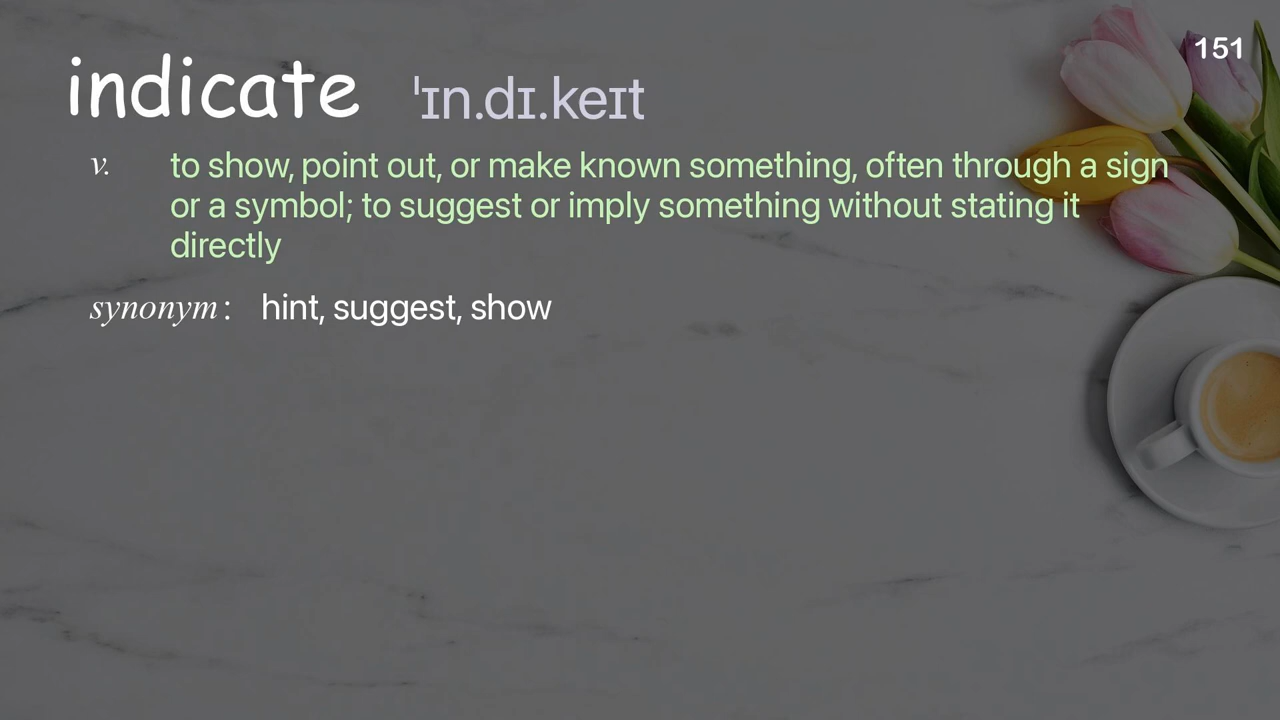 151
indicate ˈɪn.dɪ.keɪt
v. to show, point out, or make known something, often through a sign
or a symbol; to suggest or imply something without stating it
directly
synonym: hint, suggest, show